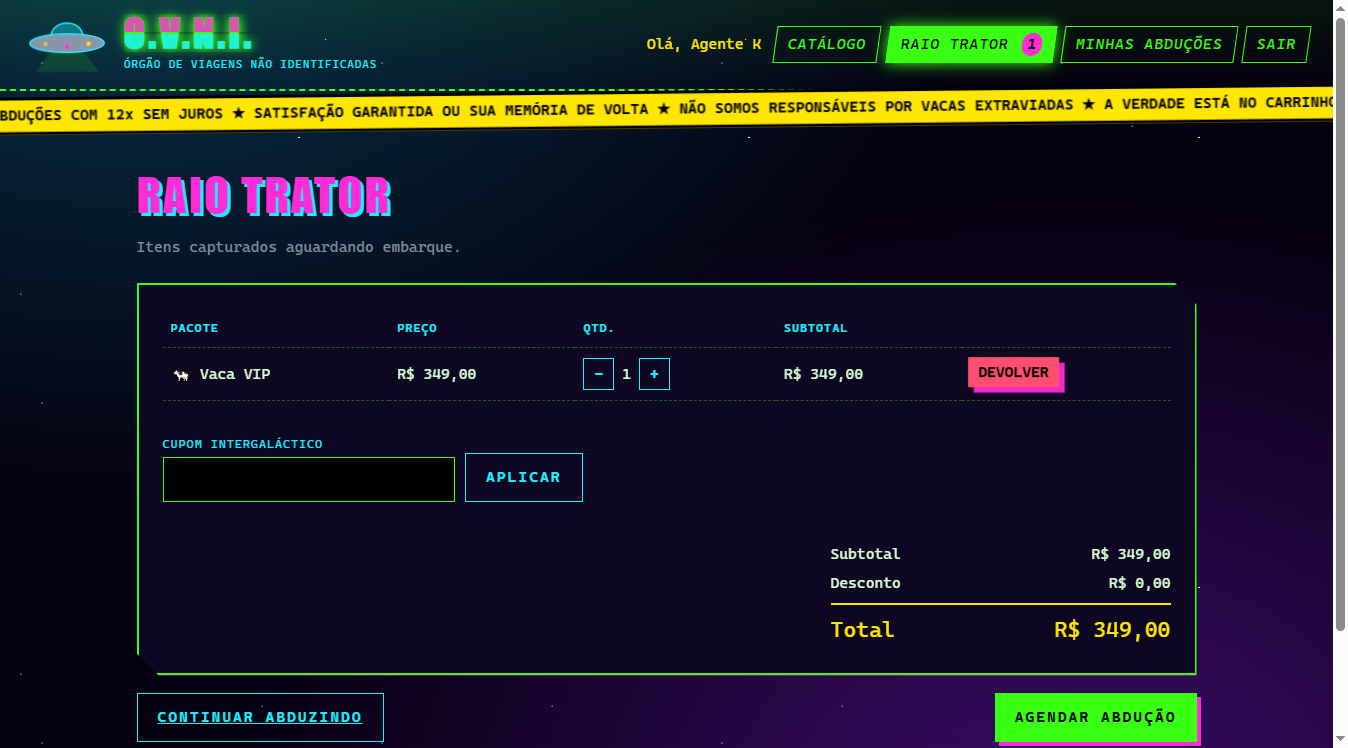 O.V.N.I.
ÓRGÃO DE VIAGENS NÃO IDENTIFICADAS
Olá, Agente K
CATÁLOGO
RAIO TRATOR 1
MINHAS ABDUÇÕES
SAIR
BDUÇÕES COM 12x SEM JUROS ★ SATISFAÇÃO GARANTIDA OU SUA MEMÓRIA DE VOLTA ★ NÃO SOMOS RESPONSÁVEIS POR VACAS EXTRAVIADAS ★ A VERDADE ESTÁ NO CARRINHO
RAIO TRATOR
Itens capturados aguardando embarque.
PACOTE PREÇO QTD. SUBTOTAL
Vaca VIP R$ 349,00 − 1 + R$ 349,00 DEVOLVER
CUPOM INTERGALÁCTICO
APLICAR
Subtotal R$ 349,00
Desconto R$ 0,00
Total R$ 349,00
CONTINUAR ABDUZINDO
AGENDAR ABDUÇÃO